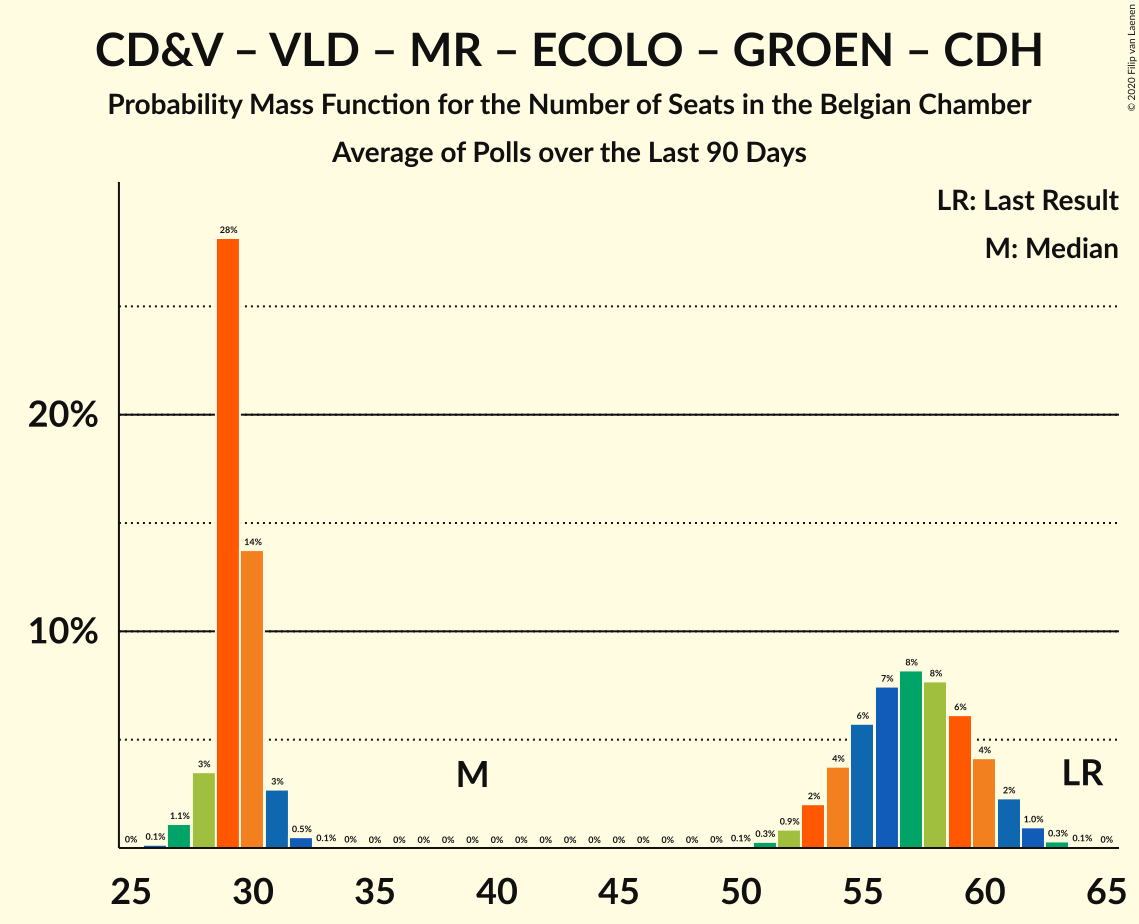 CD&V – VLD – MR – ECOLO – GROEN – CDH
Probability Mass Function for the Number of Seats in the Belgian Chamber
Average of Polls over the Last 90 Days
© 2020 Filip van Laenen
LR: Last Result
M: Median
20%
10%
0% 0.1% 1.1% 3% 28% 14% 3% 0.5% 0.1% 0% 0% 0% 0% 0% 0% 0% 0% 0% 0% 0% 0% 0% 0% 0% 0% 0.1% 0.3% 0.9% 2% 4% 6% 7% 8% 8% 6% 4% 2% 1.0% 0.3% 0.1% 0%
M
LR
25 30 35 40 45 50 55 60 65